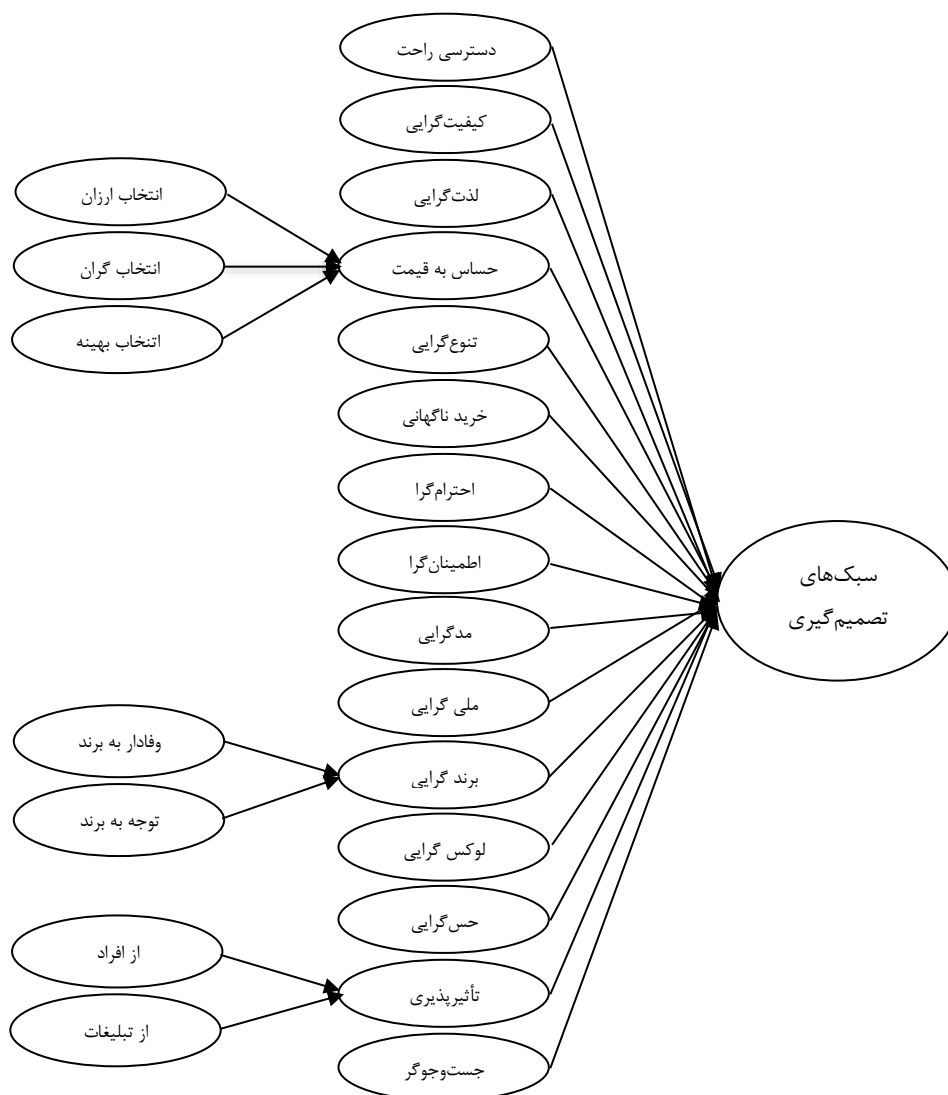 دسترسی راحت
کیفیت‌گرایی
لذت‌گرایی
حساس به قیمت
تنوع‌گرایی
خرید ناگهانی
احترام‌گرا
اطمینان‌گرا
مدگرایی
ملی گرایی
برند گرایی
لوکس گرایی
حس‌گرایی
تأثیرپذیری
جست‌وجوگر
انتخاب ارزان
انتخاب گران
اتنخاب بهینه
وفادار به برند
توجه به برند
از افراد
از تبلیغات
سبک‌های
تصمیم‌گیری